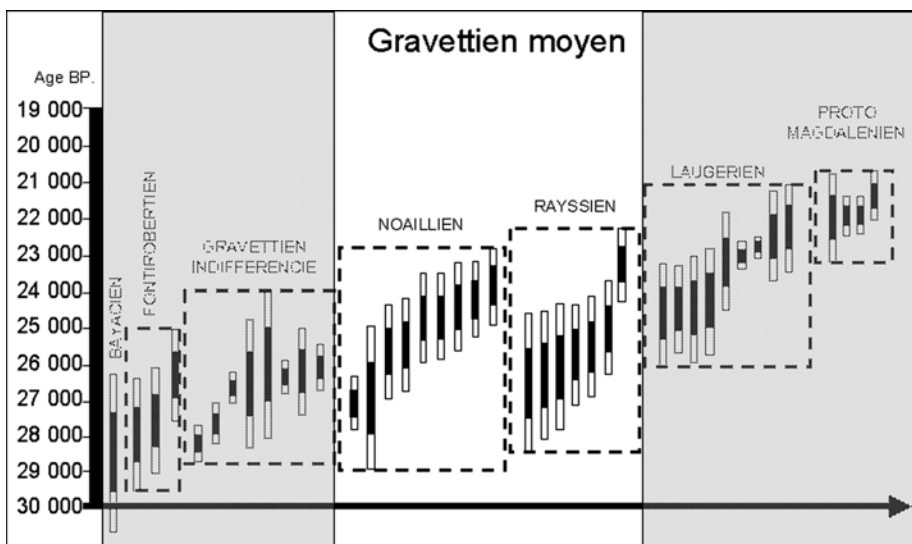 Gravettien moyen
Age BP.
19 000
20 000
21 000
22 000
23 000
24 000
25 000
26 000
27 000
28 000
29 000
30 000
BAYACIEN
FONTIROBERTIEN
GRAVETTIEN
INDIFFERENCIE
NOAILLIEN
RAYSSIEN
LAUGERIEN
PROTO
MAGDALENIEN